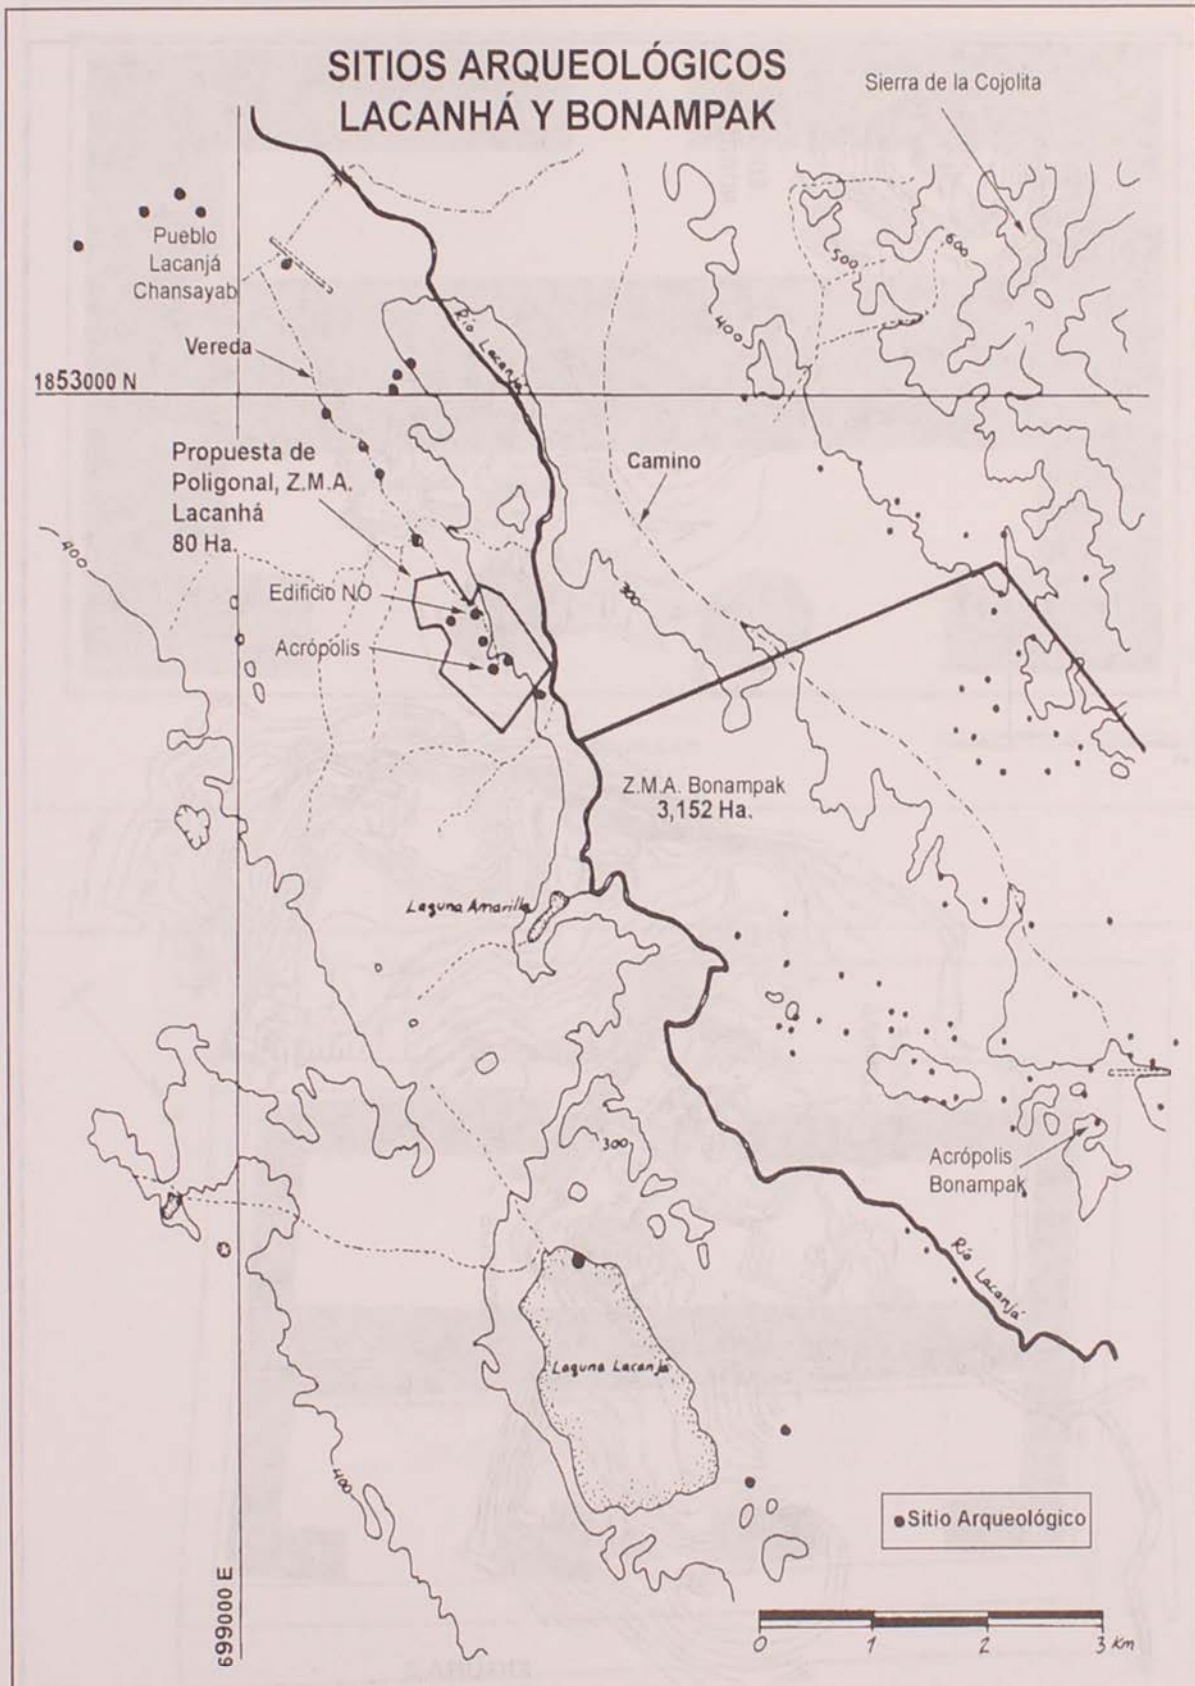 SITIOS ARQUEOLÓGICOS
LACANHÁ Y BONAMPAK
Sierra de la Cojolita
Pueblo
Lacanjá
Chansayab
Río Lacanjá
600
500
400
Vereda
1853000 N
Propuesta de
Poligonal, Z.M.A.
Lacanhá
80 Ha.
Camino
400
Edificio NO
300
Acrópolis
Z.M.A. Bonampak
3,152 Ha.
Laguna Amarilla
300
Acrópolis
Bonampak
Río Lacanjá
Laguna Lacanjá
400
Sitio Arqueológico
699000 E
0 1 2 3 Km